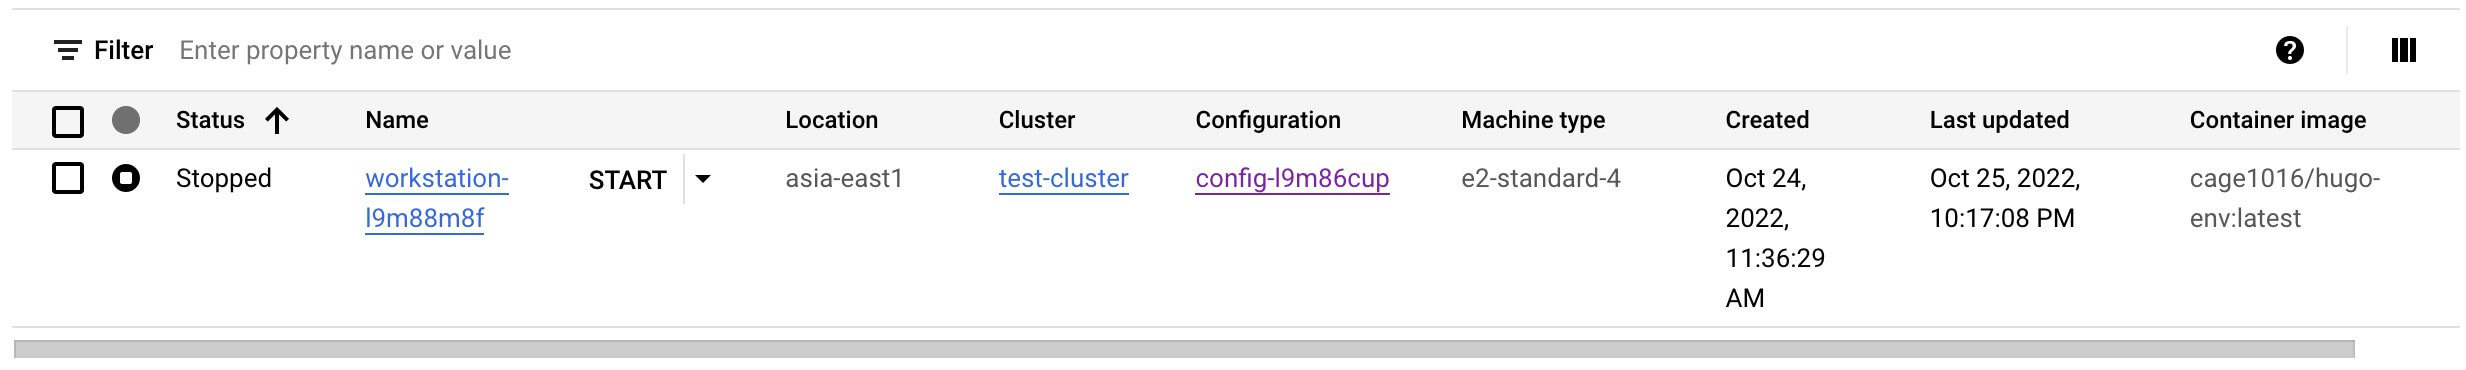 Filter Enter property name or value
Status Name Location Cluster Configuration Machine type Created Last updated Container image
Stopped workstation- START asia-east1 test-cluster config-l9m86cup e2-standard-4 Oct 24, Oct 25, 2022, cage1016/hugo-
l9m88m8f 2022, 10:17:08 PM env:latest
11:36:29
AM